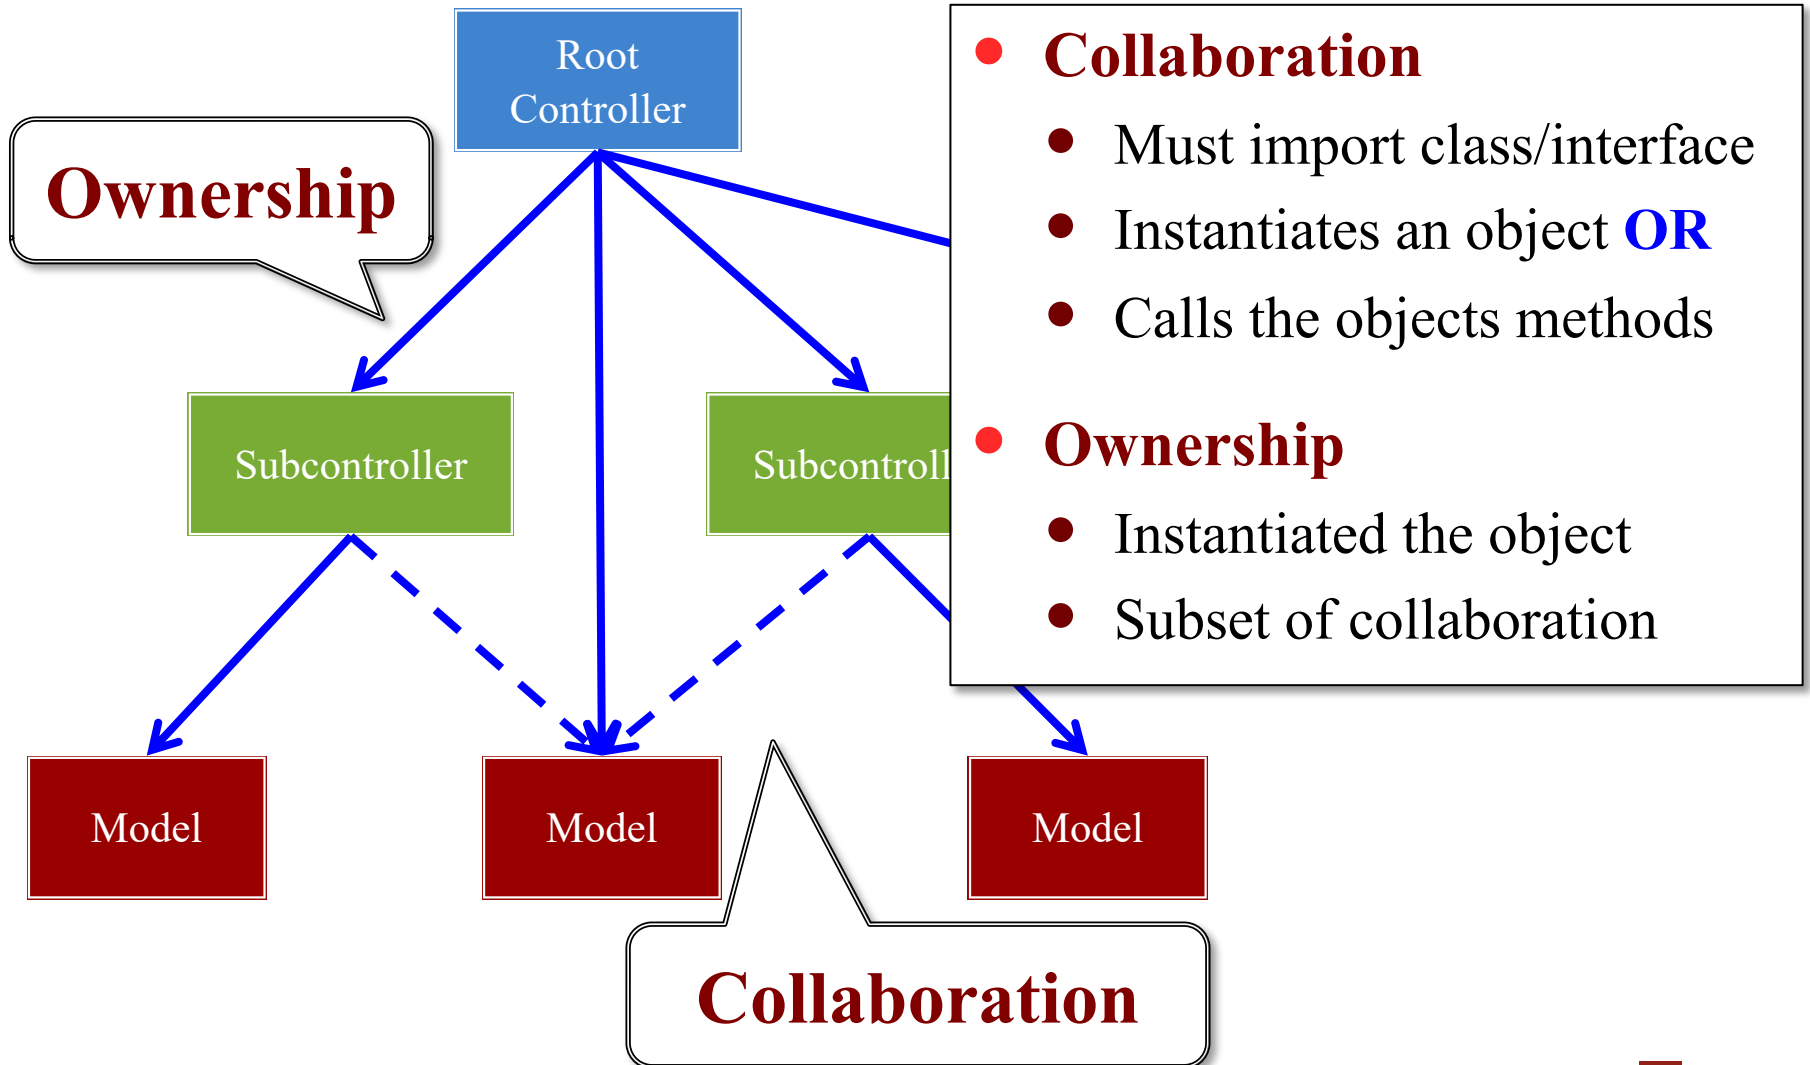 Root
Controller
Ownership
Subcontroller
Subcontroll
Model
Model
Model
Collaboration
Collaboration
Must import class/interface
Instantiates an object OR
Calls the objects methods
Ownership
Instantiated the object
Subset of collaboration